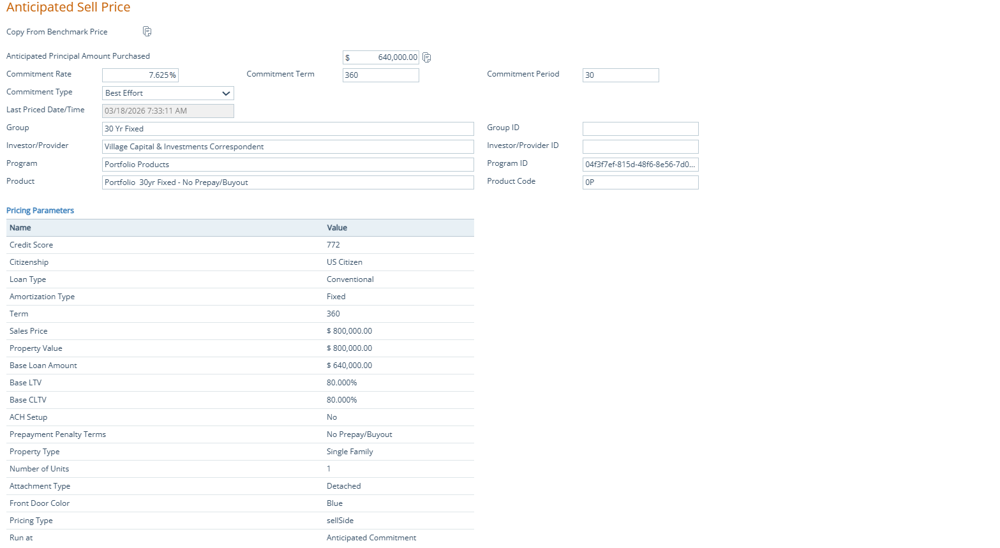 Anticipated Sell Price
Copy From Benchmark Price
Anticipated Principal Amount Purchased $ 640,000.00
Commitment Rate 7.625% Commitment Term 360 Commitment Period 30
Commitment Type Best Effort
Last Priced Date/Time 03/18/2026 7:33:11 AM
Group 30 Yr Fixed Group ID
Investor/Provider Village Capital & Investments Correspondent Investor/Provider ID
Program Portfolio Products Program ID 04f3f7ef-815d-48f6-8e56-7d0...
Product Portfolio  30yr Fixed - No Prepay/Buyout Product Code 0P
Pricing Parameters
Name Value
Credit Score 772
Citizenship US Citizen
Loan Type Conventional
Amortization Type Fixed
Term 360
Sales Price $ 800,000.00
Property Value $ 800,000.00
Base Loan Amount $ 640,000.00
Base LTV 80.000%
Base CLTV 80.000%
ACH Setup No
Prepayment Penalty Terms No Prepay/Buyout
Property Type Single Family
Number of Units 1
Attachment Type Detached
Front Door Color Blue
Pricing Type sellSide
Run at Anticipated Commitment